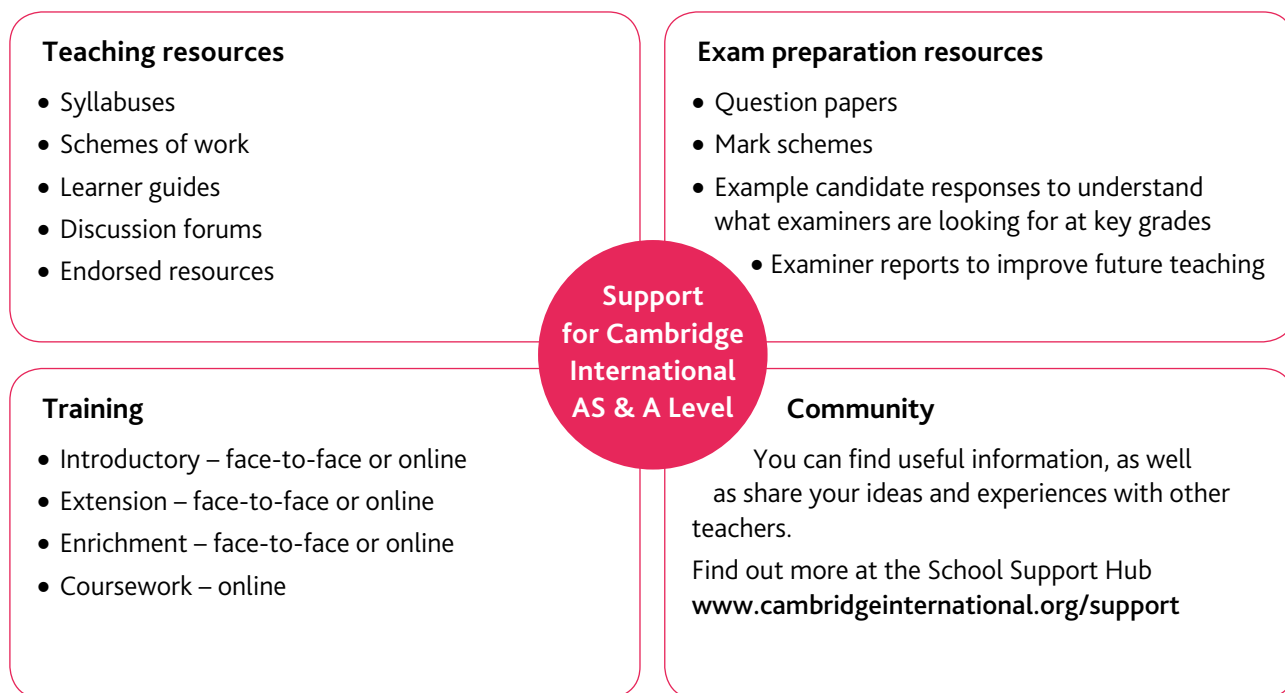 Teaching resources
• Syllabuses
• Schemes of work
• Learner guides
• Discussion forums
• Endorsed resources
Exam preparation resources
• Question papers
• Mark schemes
• Example candidate responses to understand
what examiners are looking for at key grades
• Examiner reports to improve future teaching
Support
for Cambridge
International
AS & A Level
Training
• Introductory – face-to-face or online
• Extension – face-to-face or online
• Enrichment – face-to-face or online
• Coursework – online
Community
You can find useful information, as well
as share your ideas and experiences with other
teachers.
Find out more at the School Support Hub
www.cambridgeinternational.org/support